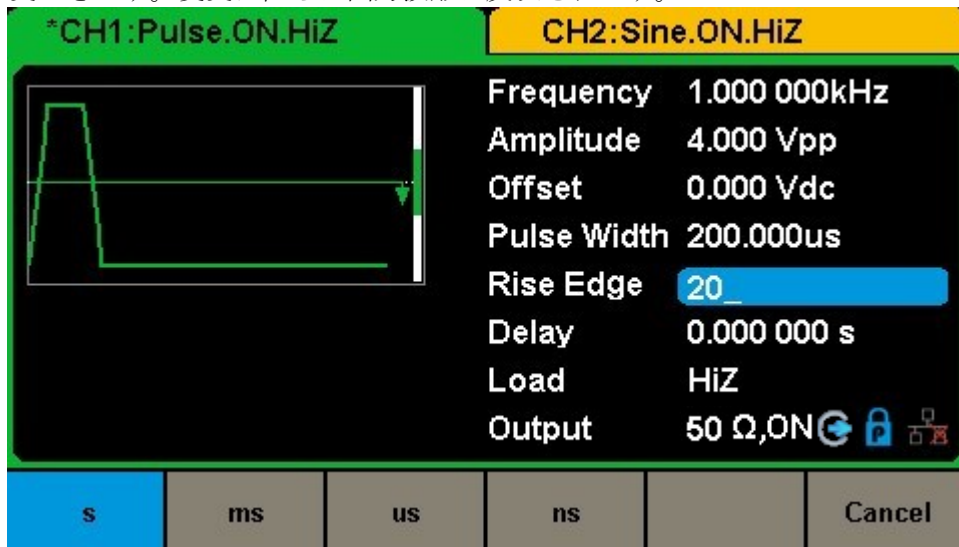 *CH1:Pulse.ON.HiZ
CH2:Sine.ON.HiZ
Frequency 1.000 000kHz
Amplitude 4.000 Vpp
Offset 0.000 Vdc
Pulse Width 200.000us
Rise Edge 20_
Delay 0.000 000 s
Load HiZ
Output 50 Ω,ON
P
s
ms
us
ns
Cancel